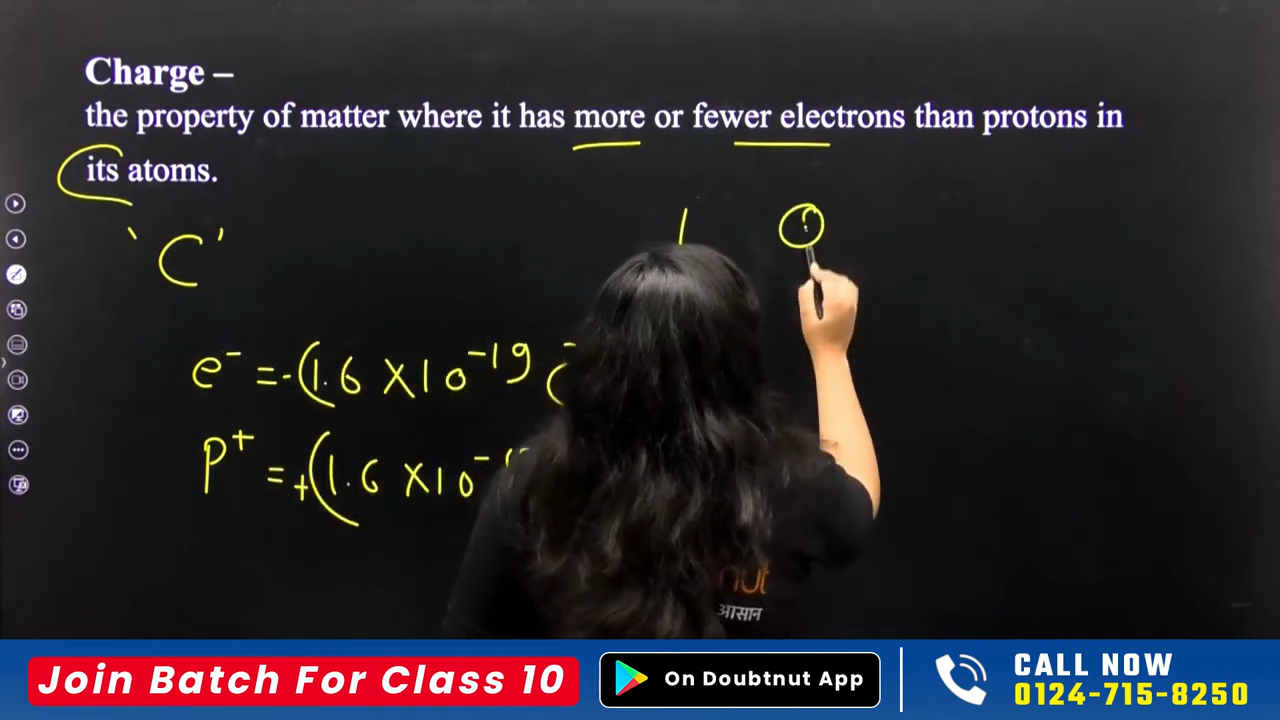 Charge –
the property of matter where it has more or fewer electrons than protons in
its atoms.
'C'
e⁻ = -(1.6 × 10⁻¹⁹ C
P⁺ = +(1.6 × 10⁻¹
आसान
Join Batch For Class 10
On Doubtnut App
CALL NOW
0124-715-8250